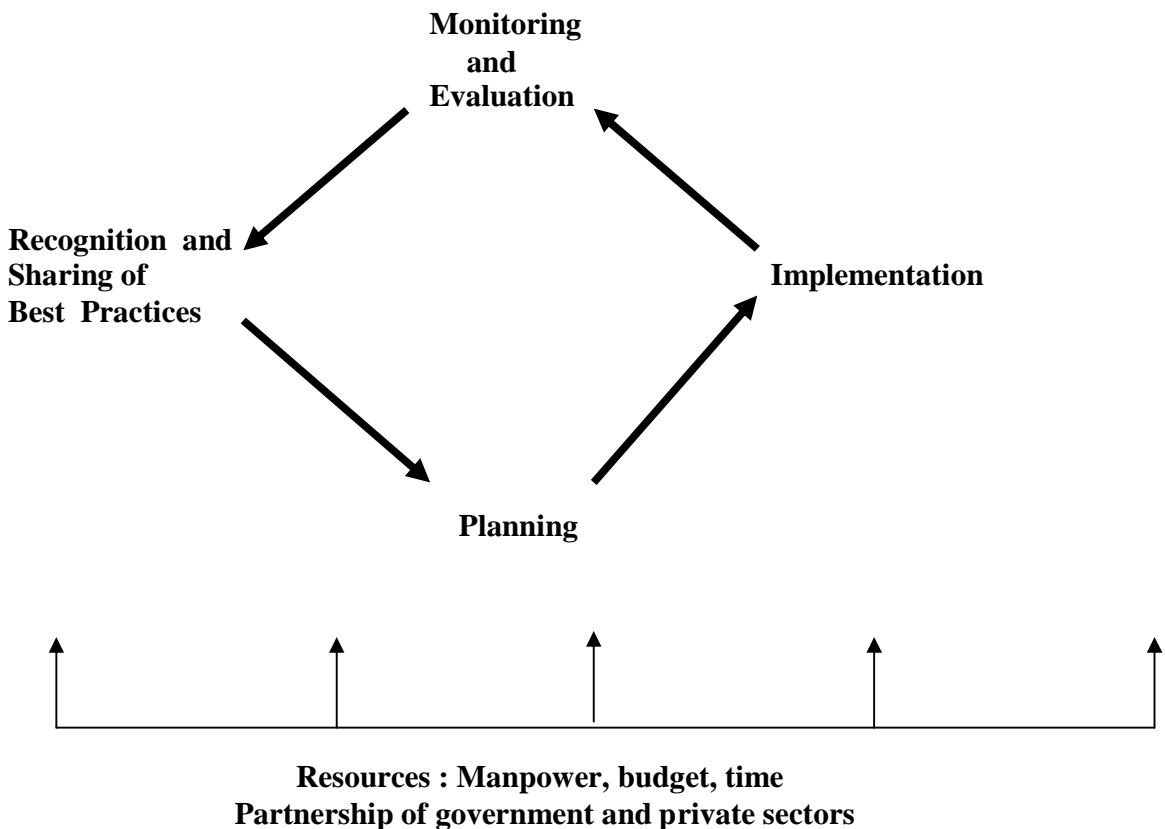 Monitoring
and
Evaluation
Recognition and
Sharing of
Best Practices
Implementation
Planning
Resources : Manpower, budget, time
Partnership of government and private sectors